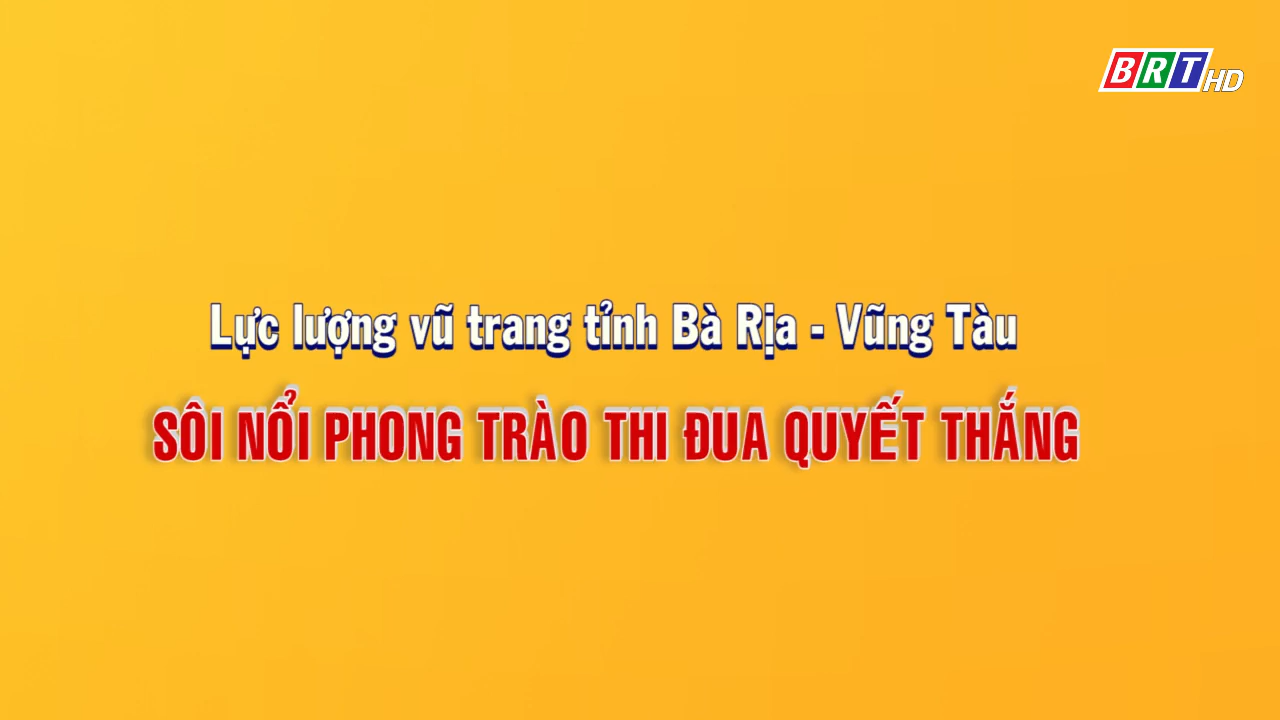 BRT HD
Lực lượng vũ trang tỉnh Bà Rịa - Vũng Tàu
SÔI NỔI PHONG TRÀO THI ĐUA QUYẾT THẮNG